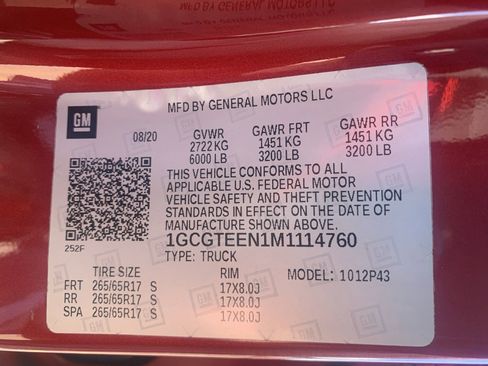 MFD BY GENERAL MOTORS LLC
GM
08/20
GVWR GAWR FRT GAWR RR
2722 KG 1451 KG 1451 KG
6000 LB 3200 LB 3200 LB
THIS VEHICLE CONFORMS TO ALL
APPLICABLE U.S. FEDERAL MOTOR
VEHICLE SAFETY AND THEFT PREVENTION
STANDARDS IN EFFECT ON THE DATE OF
MANUFACTURE SHOWN ABOVE.
252F
1GCGTEEN1M1114760
TYPE: TRUCK
TIRE SIZE RIM MODEL: 1012P43
FRT 265/65R17 S 17X8.0J
RR 265/65R17 S 17X8.0J
SPA 265/65R17 S 17X8.0J